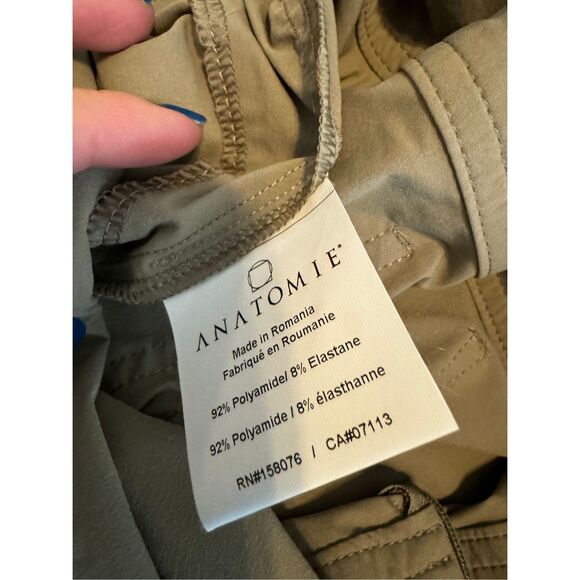 ANATOMIE®
Made in Romania
Fabriqué en Roumanie
92% Polyamide/ 8% Elastane
92% Polyamide / 8% élasthanne
RN#158076 / CA#07113